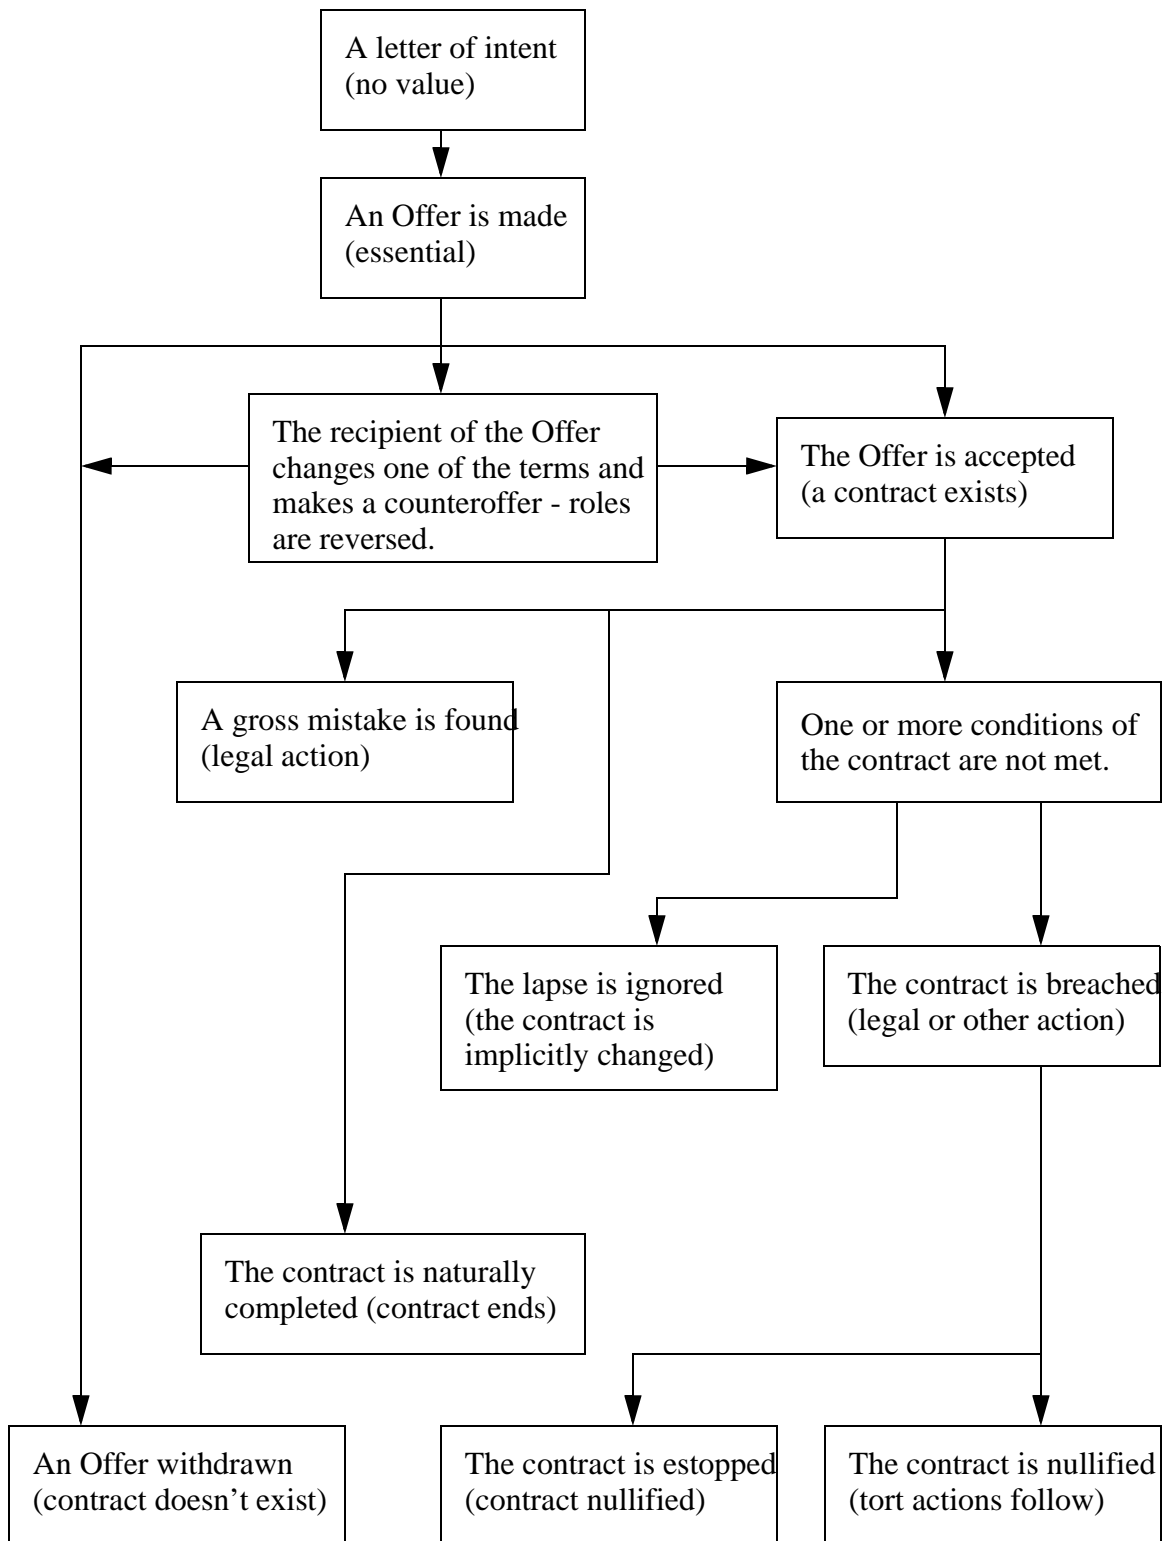 A letter of intent
(no value)
An Offer is made
(essential)
The recipient of the Offer
changes one of the terms and
makes a counteroffer - roles
are reversed.
The Offer is accepted
(a contract exists)
A gross mistake is found
(legal action)
One or more conditions of
the contract are not met.
The lapse is ignored
(the contract is
implicitly changed)
The contract is breached
(legal or other action)
The contract is naturally
completed (contract ends)
An Offer withdrawn
(contract doesn’t exist)
The contract is estopped
(contract nullified)
The contract is nullified
(tort actions follow)